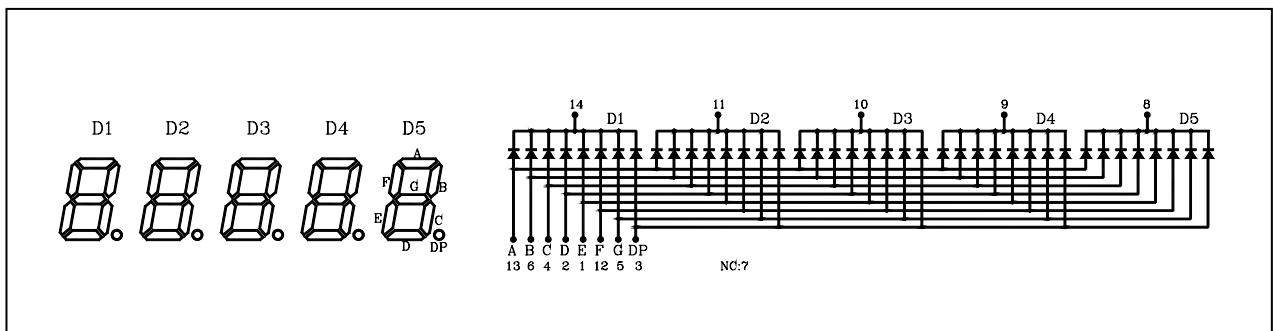 14 11 10 9 8
D1 D2 D3 D4 D5
D1 D2 D3 D4 D5
A
F G B
E C
D DP
A B C D E F G DP
13 6 4 2 1 12 5 3 NC:7